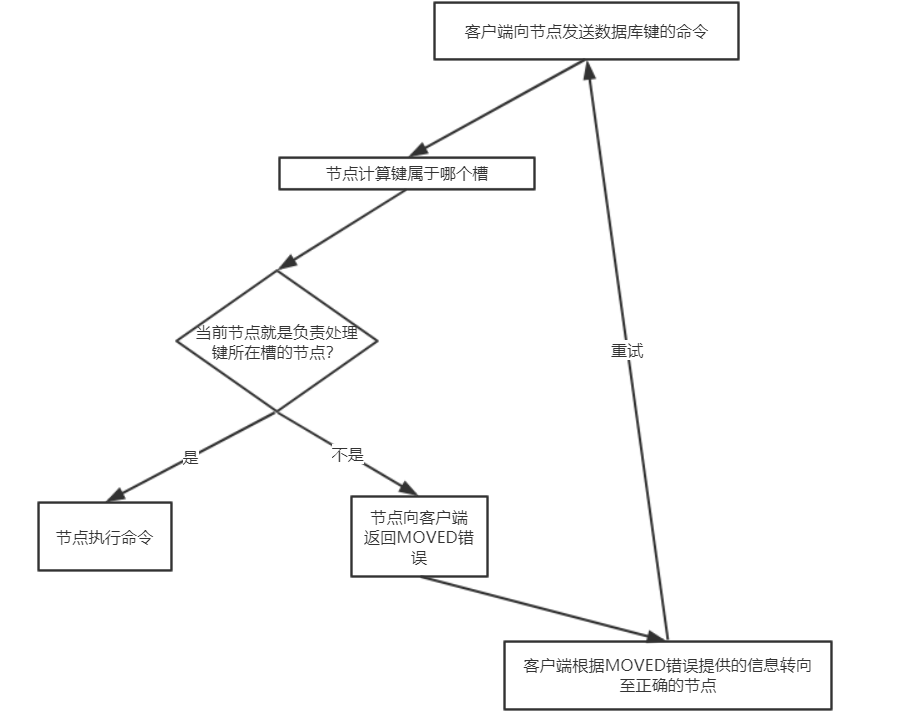 客户端向节点发送数据库键的命令
节点计算键属于哪个槽
当前节点就是负责处理
键所在槽的节点？
重试
是
不是
节点向客户端
返回MOVED错
误
节点执行命令
客户端根据MOVED错误提供的信息转向
至正确的节点